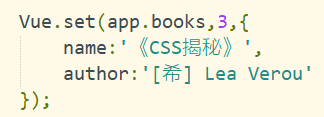 Vue.set(app.books,3,{
    name:'《CSS揭秘》',
    author:'[希] Lea Verou'
});